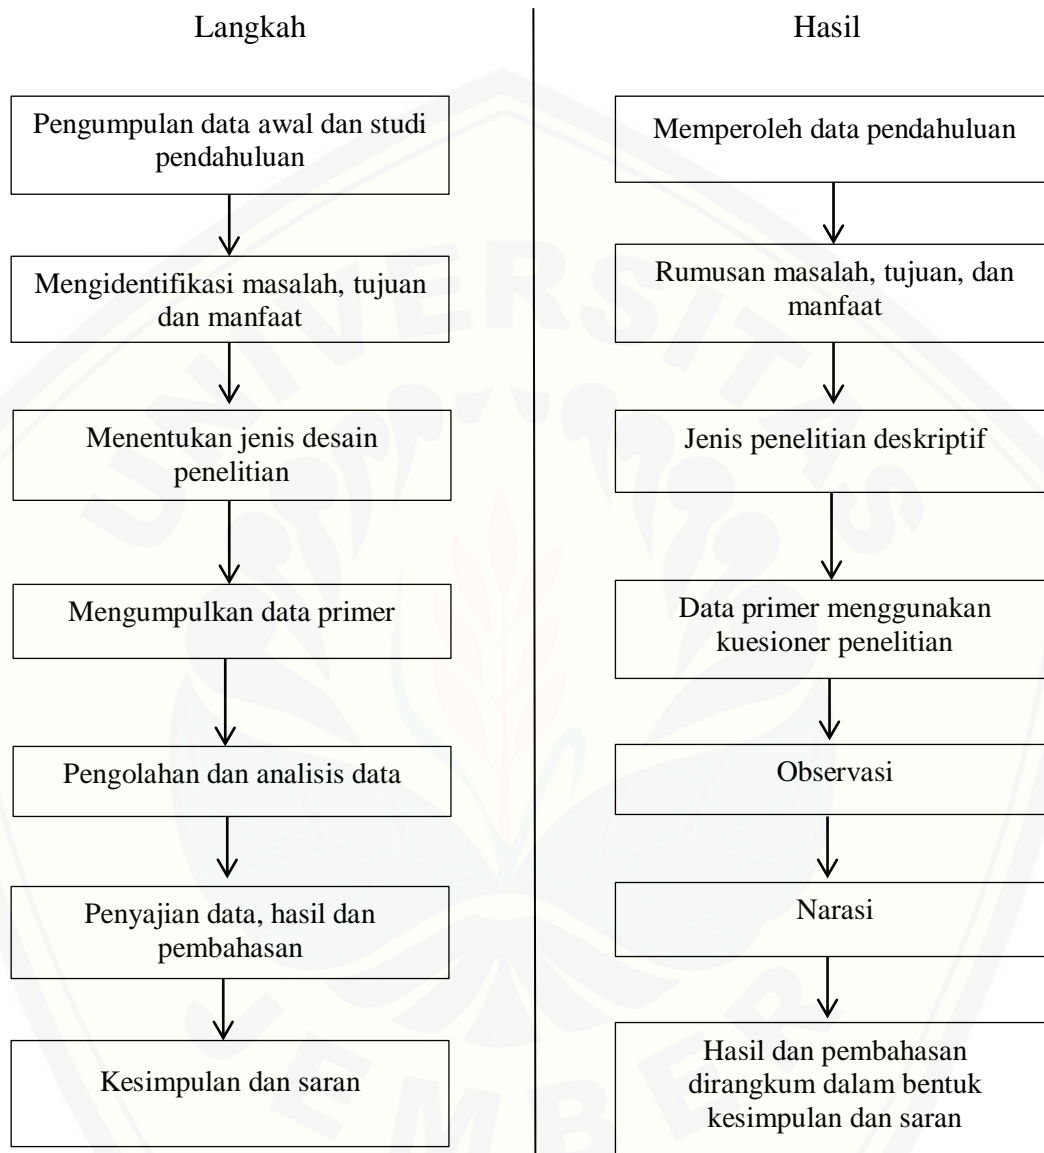 Langkah
Hasil
Pengumpulan data awal dan studi
pendahuluan
Memperoleh data pendahuluan
Mengidentifikasi masalah, tujuan
dan manfaat
Rumusan masalah, tujuan, dan
manfaat
Menentukan jenis desain
penelitian
Jenis penelitian deskriptif
Mengumpulkan data primer
Data primer menggunakan
kuesioner penelitian
Pengolahan dan analisis data
Observasi
Penyajian data, hasil dan
pembahasan
Narasi
Kesimpulan dan saran
Hasil dan pembahasan
dirangkum dalam bentuk
kesimpulan dan saran
UNIVERSITAS
JEMBER